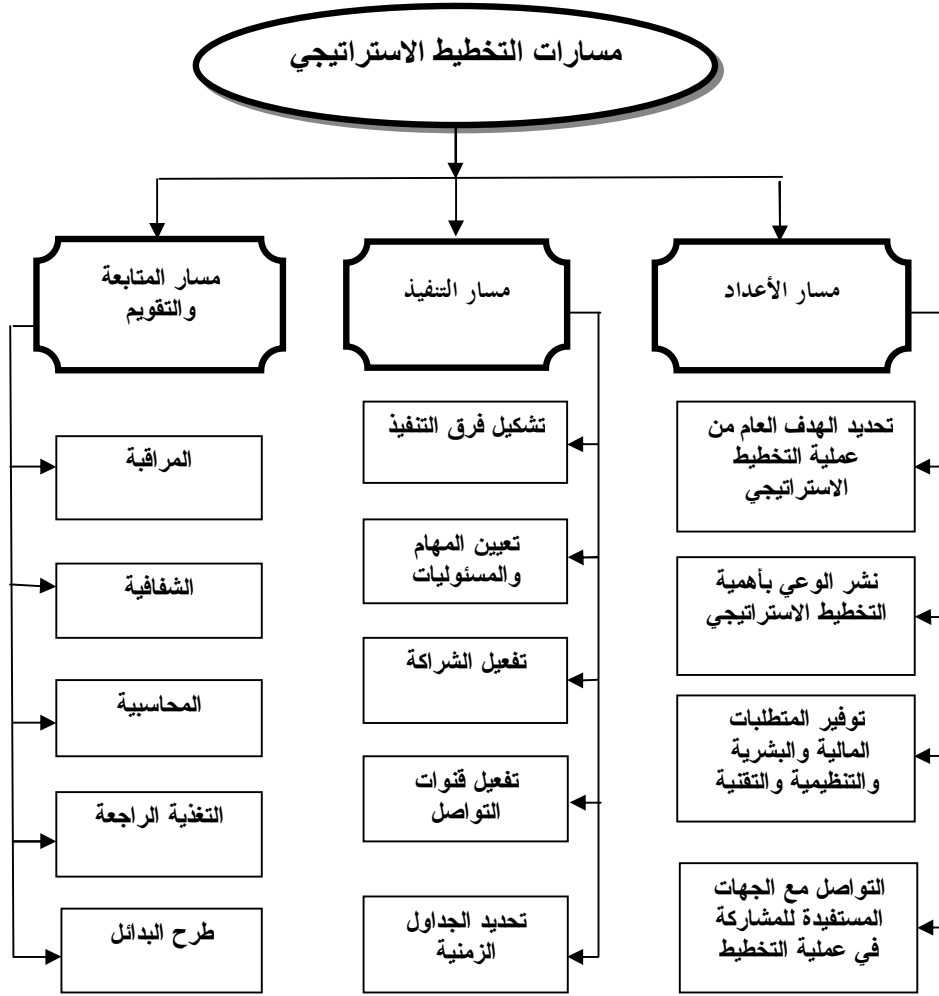 مسارات التخطيط الاستراتيجي
مسار الأعداد
تحديد الهدف العام من
عملية التخطيط
الاستراتيجي
نشر الوعي بأهمية
التخطيط الاستراتيجي
توفير المتطلبات
المالية والبشرية
والتنظيمية والتقنية
التواصل مع الجهات
المستفيدة للمشاركة
في عملية التخطيط
مسار التنفيذ
تشكيل فرق التنفيذ
تعيين المهام
والمسئوليات
تفعيل الشراكة
تفعيل قنوات
التواصل
تحديد الجداول
الزمنية
مسار المتابعة
والتقويم
المراقبة
الشفافية
المحاسبية
التغذية الراجعة
طرح البدائل